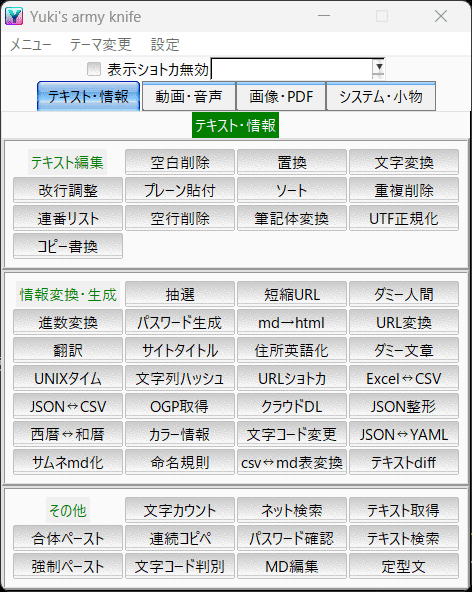 Yuki's army knife
メニュー テーマ変更 設定
表示ショトカ無効
テキスト・情報 動画・音声 画像・PDF システム・小物
テキスト・情報
テキスト編集 空白削除 置換 文字変換
改行調整 プレーン貼付 ソート 重複削除
連番リスト 空行削除 筆記体変換 UTF正規化
コピー書換
情報変換・生成 抽選 短縮URL ダミー人間
進数変換 パスワード生成 md→html URL変換
翻訳 サイトタイトル 住所英語化 ダミー文章
UNIXタイム 文字列ハッシュ URLショトカ Excel↔CSV
JSON↔CSV OGP取得 クラウドDL JSON整形
西暦↔和暦 カラー情報 文字コード変更 JSON↔YAML
サムネmd化 命名規則 csv↔md表変換 テキストdiff
その他 文字カウント ネット検索 テキスト取得
合体ペースト 連続コピペ パスワード確認 テキスト検索
強制ペースト 文字コード判別 MD編集 定型文